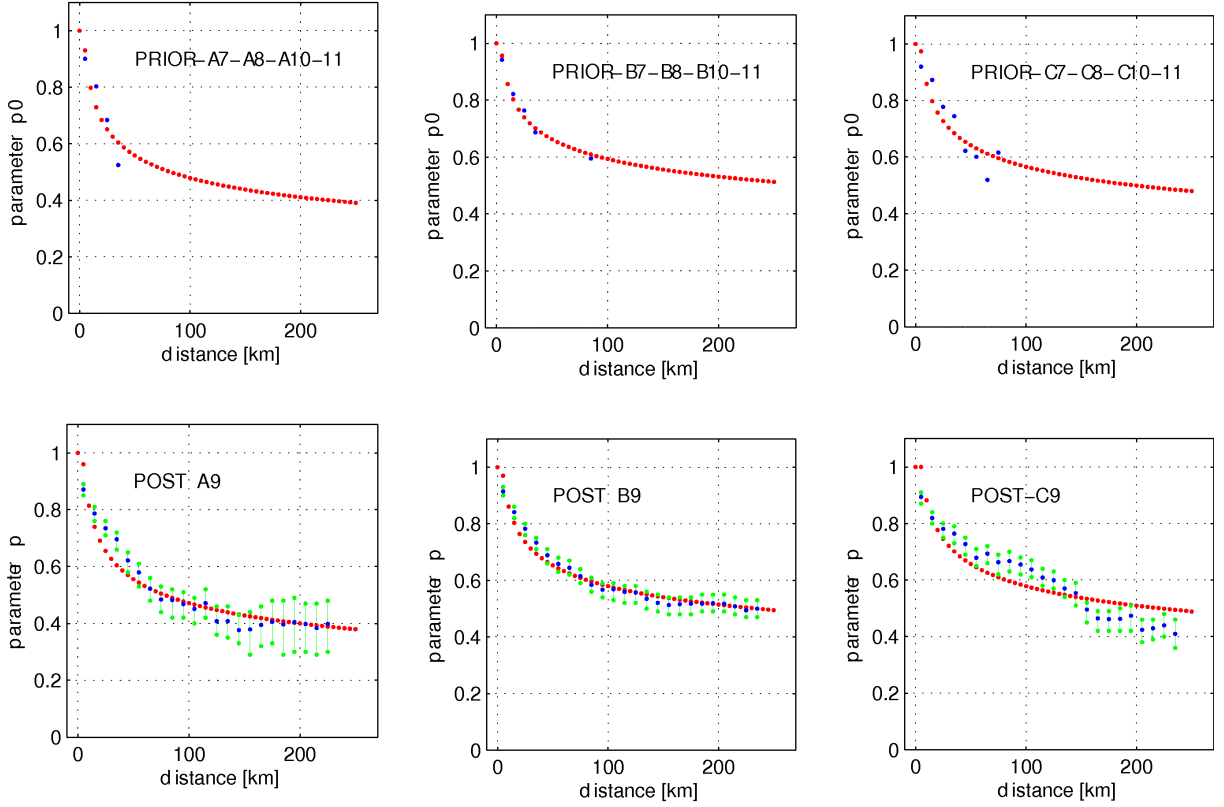 1
0.8
0.6
0.4
0.2
0
parameter p0
PRIOR-A7-A8-A10-11
0 100 200
distance [km]
1
0.8
0.6
0.4
0.2
0
parameter p0
PRIOR-B7-B8-B10-11
0 100 200
distance [km]
1
0.8
0.6
0.4
0.2
0
parameter p0
PRIOR-C7-C8-C10-11
0 100 200
distance [km]
1
0.8
0.6
0.4
0.2
0
parameter p
POST A9
0 100 200
distance [km]
1
0.8
0.6
0.4
0.2
0
parameter p
POST B9
0 100 200
distance [km]
1
0.8
0.6
0.4
0.2
0
parameter p
POST-C9
0 100 200
distance [km]